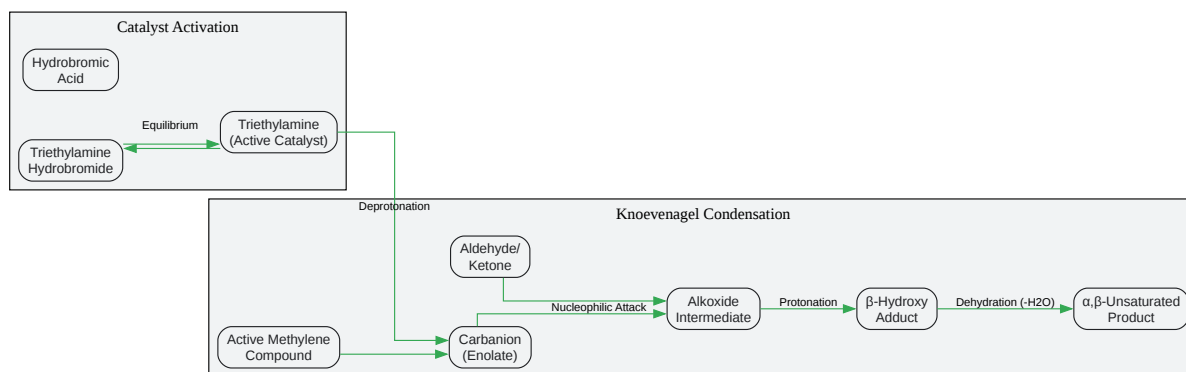 Catalyst Activation
Hydrobromic
Acid
Equilibrium
Triethylamine
(Active Catalyst)
Triethylamine
Hydrobromide
Deprotonation
Knoevenagel Condensation
Aldehyde/
Ketone
Nucleophilic Attack
Alkoxide
Intermediate
Protonation
β-Hydroxy
Adduct
Dehydration (-H2O)
α,β-Unsaturated
Product
Active Methylene
Compound
Carbanion
(Enolate)